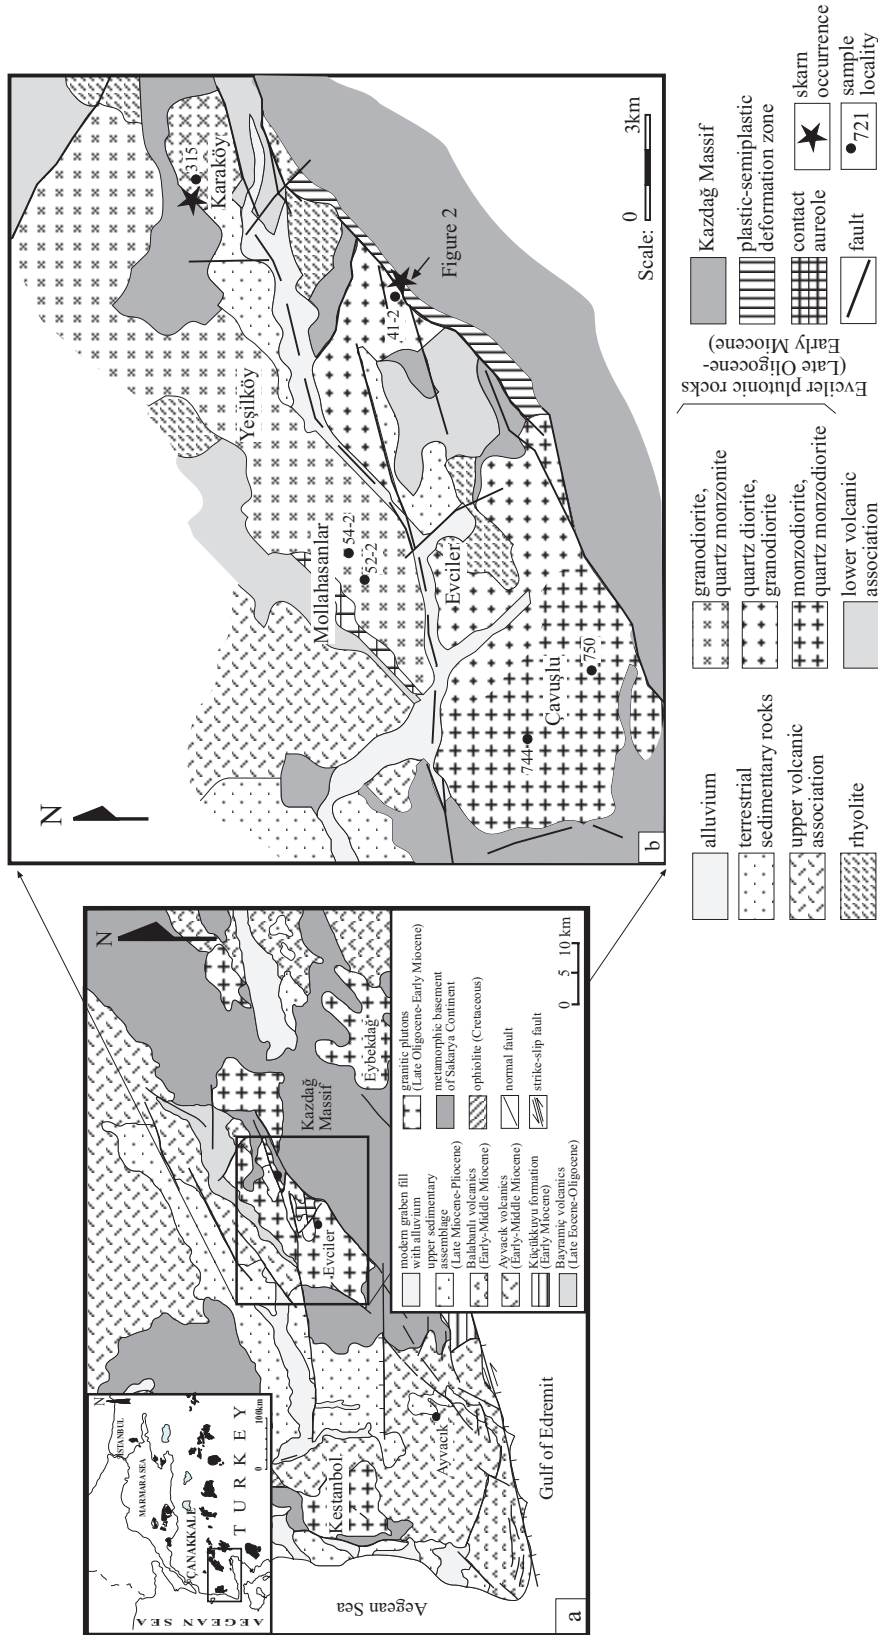 N
ISTANBUL
MARMARA SEA
ÇANAKKALE
AEGEAN SEA
T U R K E Y
0
100km
N
Kestanbol
Ayvacık
Evciler
Kazdağ
Massif
Eybekdağ
Aegean Sea
Gulf of Edremit
a
modern graben fill
with alluvium
upper sedimentary
assemblage
(Late Miocene-Pliocene)
Balabanlı volcanics
(Early-Middle Miocene)
Ayvacık volcanics
(Early-Middle Miocene)
Küçükkuyu formation
(Early Miocene)
Bayramiç volcanics
(Late Eocene-Oligocene)
granitic plutons
(Late Oligocene-Early Miocene)
metamorphic basement
of Sakarya Continent
ophiolite (Cretaceous)
normal fault
strike-slip fault
0 5 10 km
N
Karaköy
315
Yeşilköy
Mollahasanlar
54-2
52-2
41-2
Figure 2
Evciler
Çavuşlu
744
750
b
Scale:
0
3km
alluvium
terrestrial
sedimentary rocks
upper volcanic
association
rhyolite
granodiorite,
quartz monzonite
quartz diorite,
granodiorite
monzodiorite,
quartz monzodiorite
lower volcanic
association
Evciler plutonic rocks
(Late Oligocene-
Early Miocene)
Kazdağ Massif
plastic-semiplastic
deformation zone
contact
aureole
fault
skarn
occurrence
721
sample
locality